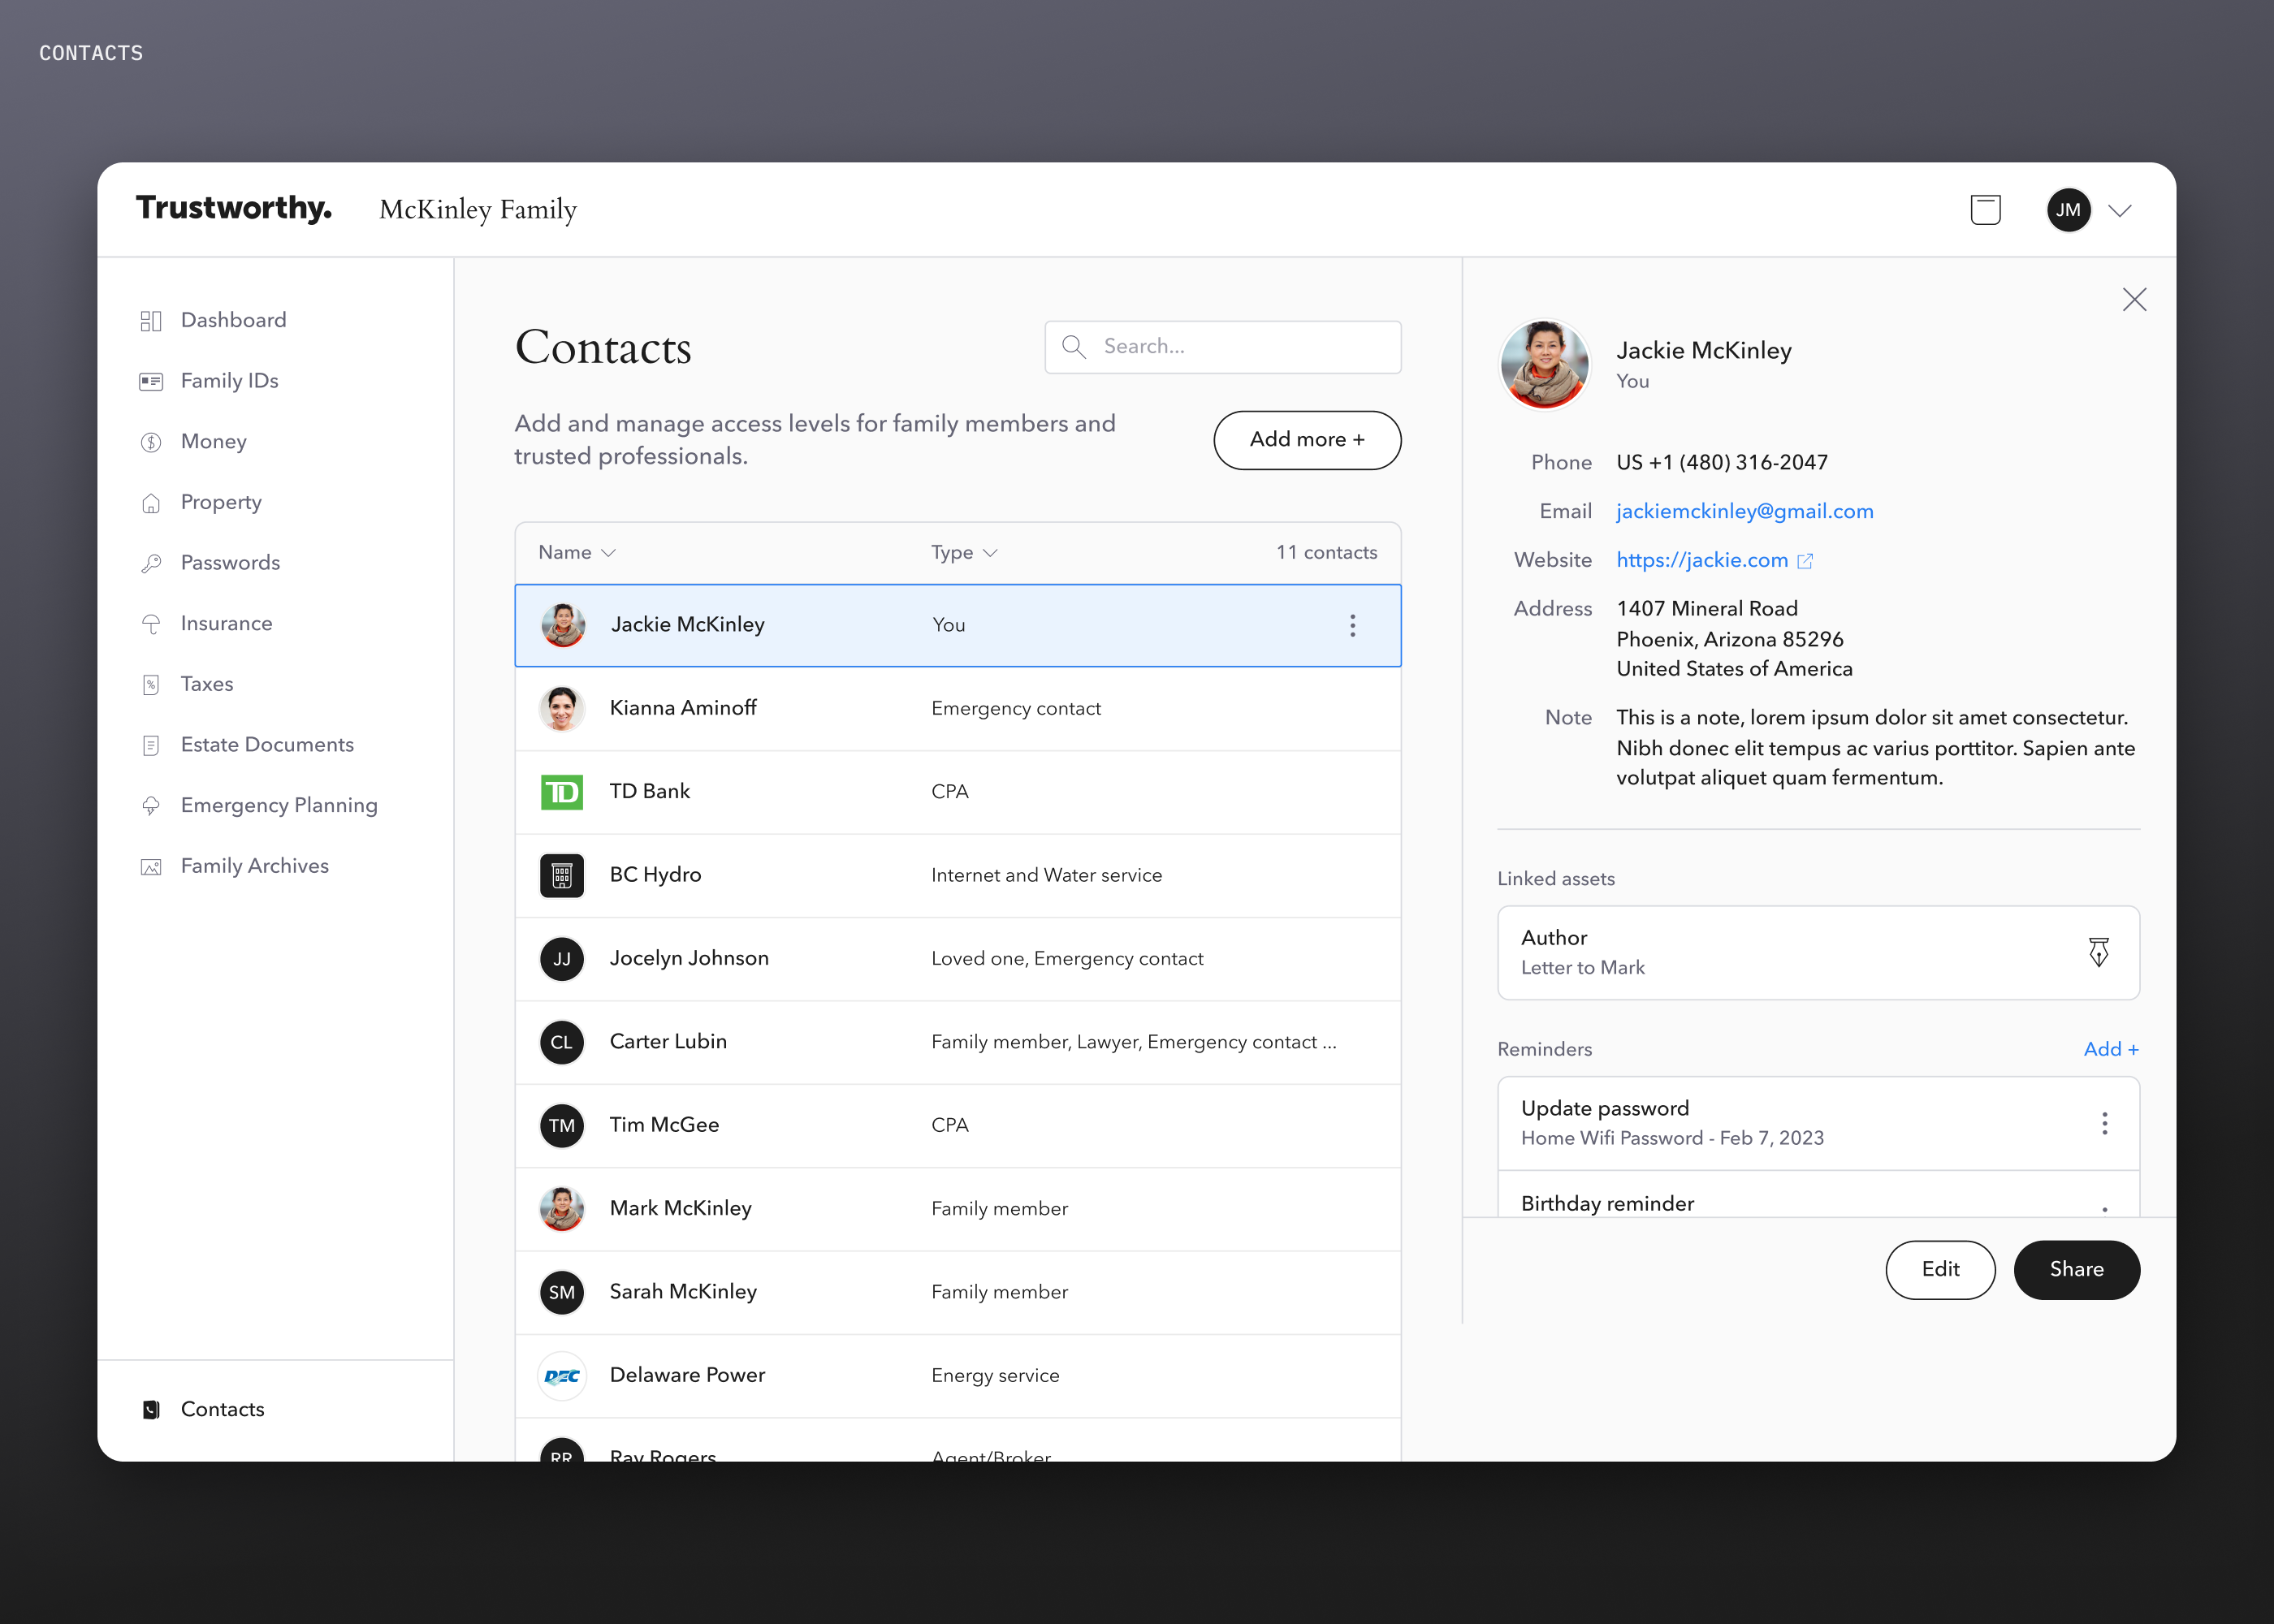 CONTACTS
Trustworthy.
McKinley Family
JM
Dashboard
Family IDs
Money
Property
Passwords
Insurance
Taxes
Estate Documents
Emergency Planning
Family Archives
Contacts
Contacts
Search...
Add and manage access levels for family members and
trusted professionals.
Add more +
Name
Type
11 contacts
Jackie McKinley
You
Kianna Aminoff
Emergency contact
TD
TD Bank
CPA
BC Hydro
Internet and Water service
JJ
Jocelyn Johnson
Loved one, Emergency contact
CL
Carter Lubin
Family member, Lawyer, Emergency contact ...
TM
Tim McGee
CPA
Mark McKinley
Family member
SM
Sarah McKinley
Family member
DEC
Delaware Power
Energy service
RR
Ray Rogers
Agent/Broker
Jackie McKinley
You
Phone
US +1 (480) 316-2047
Email
jackiemckinley@gmail.com
Website
https://jackie.com
Address
1407 Mineral Road
Phoenix, Arizona 85296
United States of America
Note
This is a note, lorem ipsum dolor sit amet consectetur.
Nibh donec elit tempus ac varius porttitor. Sapien ante
volutpat aliquet quam fermentum.
Linked assets
Author
Letter to Mark
Reminders
Add +
Update password
Home Wifi Password - Feb 7, 2023
Birthday reminder
Edit
Share